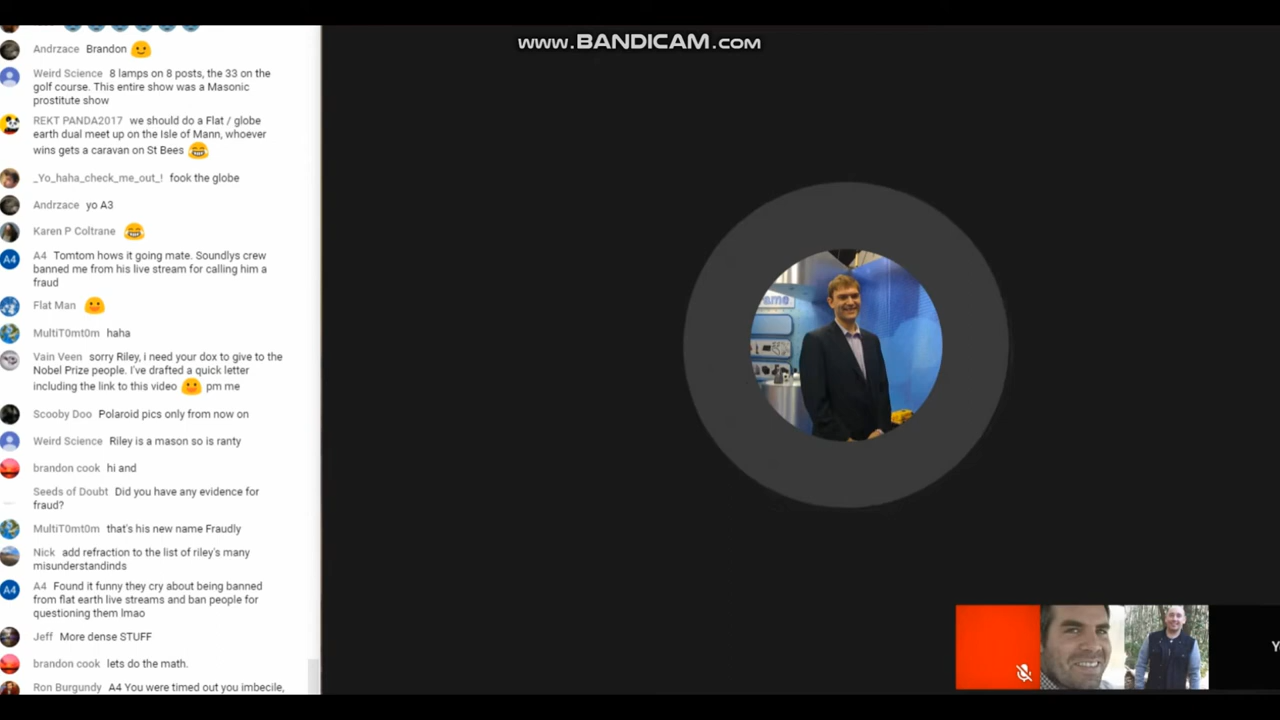 www.BANDICAM.com
Andrzace Brandon
Weird Science 8 lamps on 8 posts, the 33 on the
golf course. This entire show was a Masonic
prostitute show
REKT PANDA2017 we should do a Flat / globe
earth dual meet up on the Isle of Mann, whoever
wins gets a caravan on St Bees
_Yo_haha_check_me_out_! fook the globe
Andrzace yo A3
Karen P Coltrane
A4 A4 Tomtom hows it going mate. Soundlys crew
banned me from his live stream for calling him a
fraud
Flat Man
MultiT0mt0m haha
Vain Veen sorry Riley, i need your dox to give to the
Nobel Prize people. I've drafted a quick letter
including the link to this video pm me
Scooby Doo Polaroid pics only from now on
Weird Science Riley is a mason so is ranty
brandon cook hi and
Seeds of Doubt Did you have any evidence for
fraud?
MultiT0mt0m that's his new name Fraudly
Nick add refraction to the list of riley's many
misunderstandinds
A4 A4 Found it funny they cry about being banned
from flat earth live streams and ban people for
questioning them lmao
Jeff More dense STUFF
brandon cook lets do the math.
Ron Burgundy A4 You were timed out you imbecile,
ame
Y